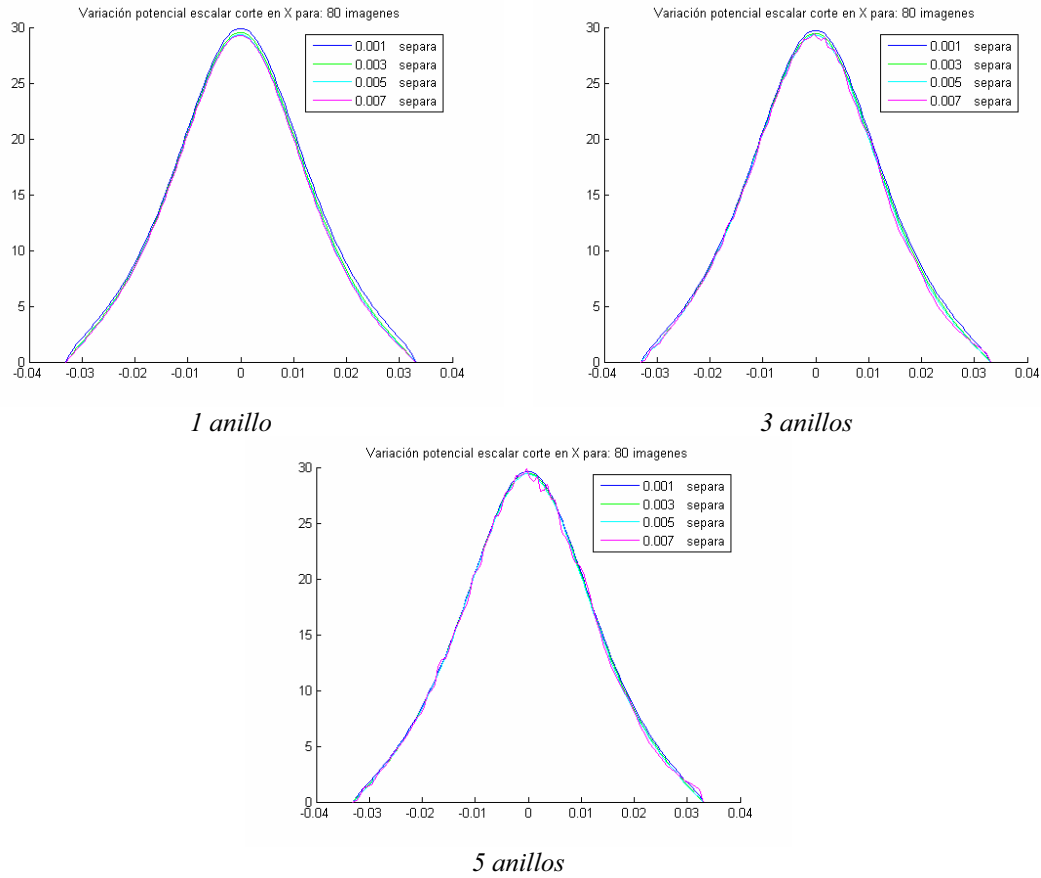 Variación potencial escalar corte en X para: 80 imagenes
30
25
20
15
10
5
0
-0.04 -0.03 -0.02 -0.01 0 0.01 0.02 0.03 0.04
0.001 separa
0.003 separa
0.005 separa
0.007 separa
1 anillo
Variación potencial escalar corte en X para: 80 imagenes
30
25
20
15
10
5
0
-0.04 -0.03 -0.02 -0.01 0 0.01 0.02 0.03 0.04
0.001 separa
0.003 separa
0.005 separa
0.007 separa
3 anillos
Variación potencial escalar corte en X para: 80 imagenes
30
25
20
15
10
5
0
-0.04 -0.03 -0.02 -0.01 0 0.01 0.02 0.03 0.04
0.001 separa
0.003 separa
0.005 separa
0.007 separa
5 anillos